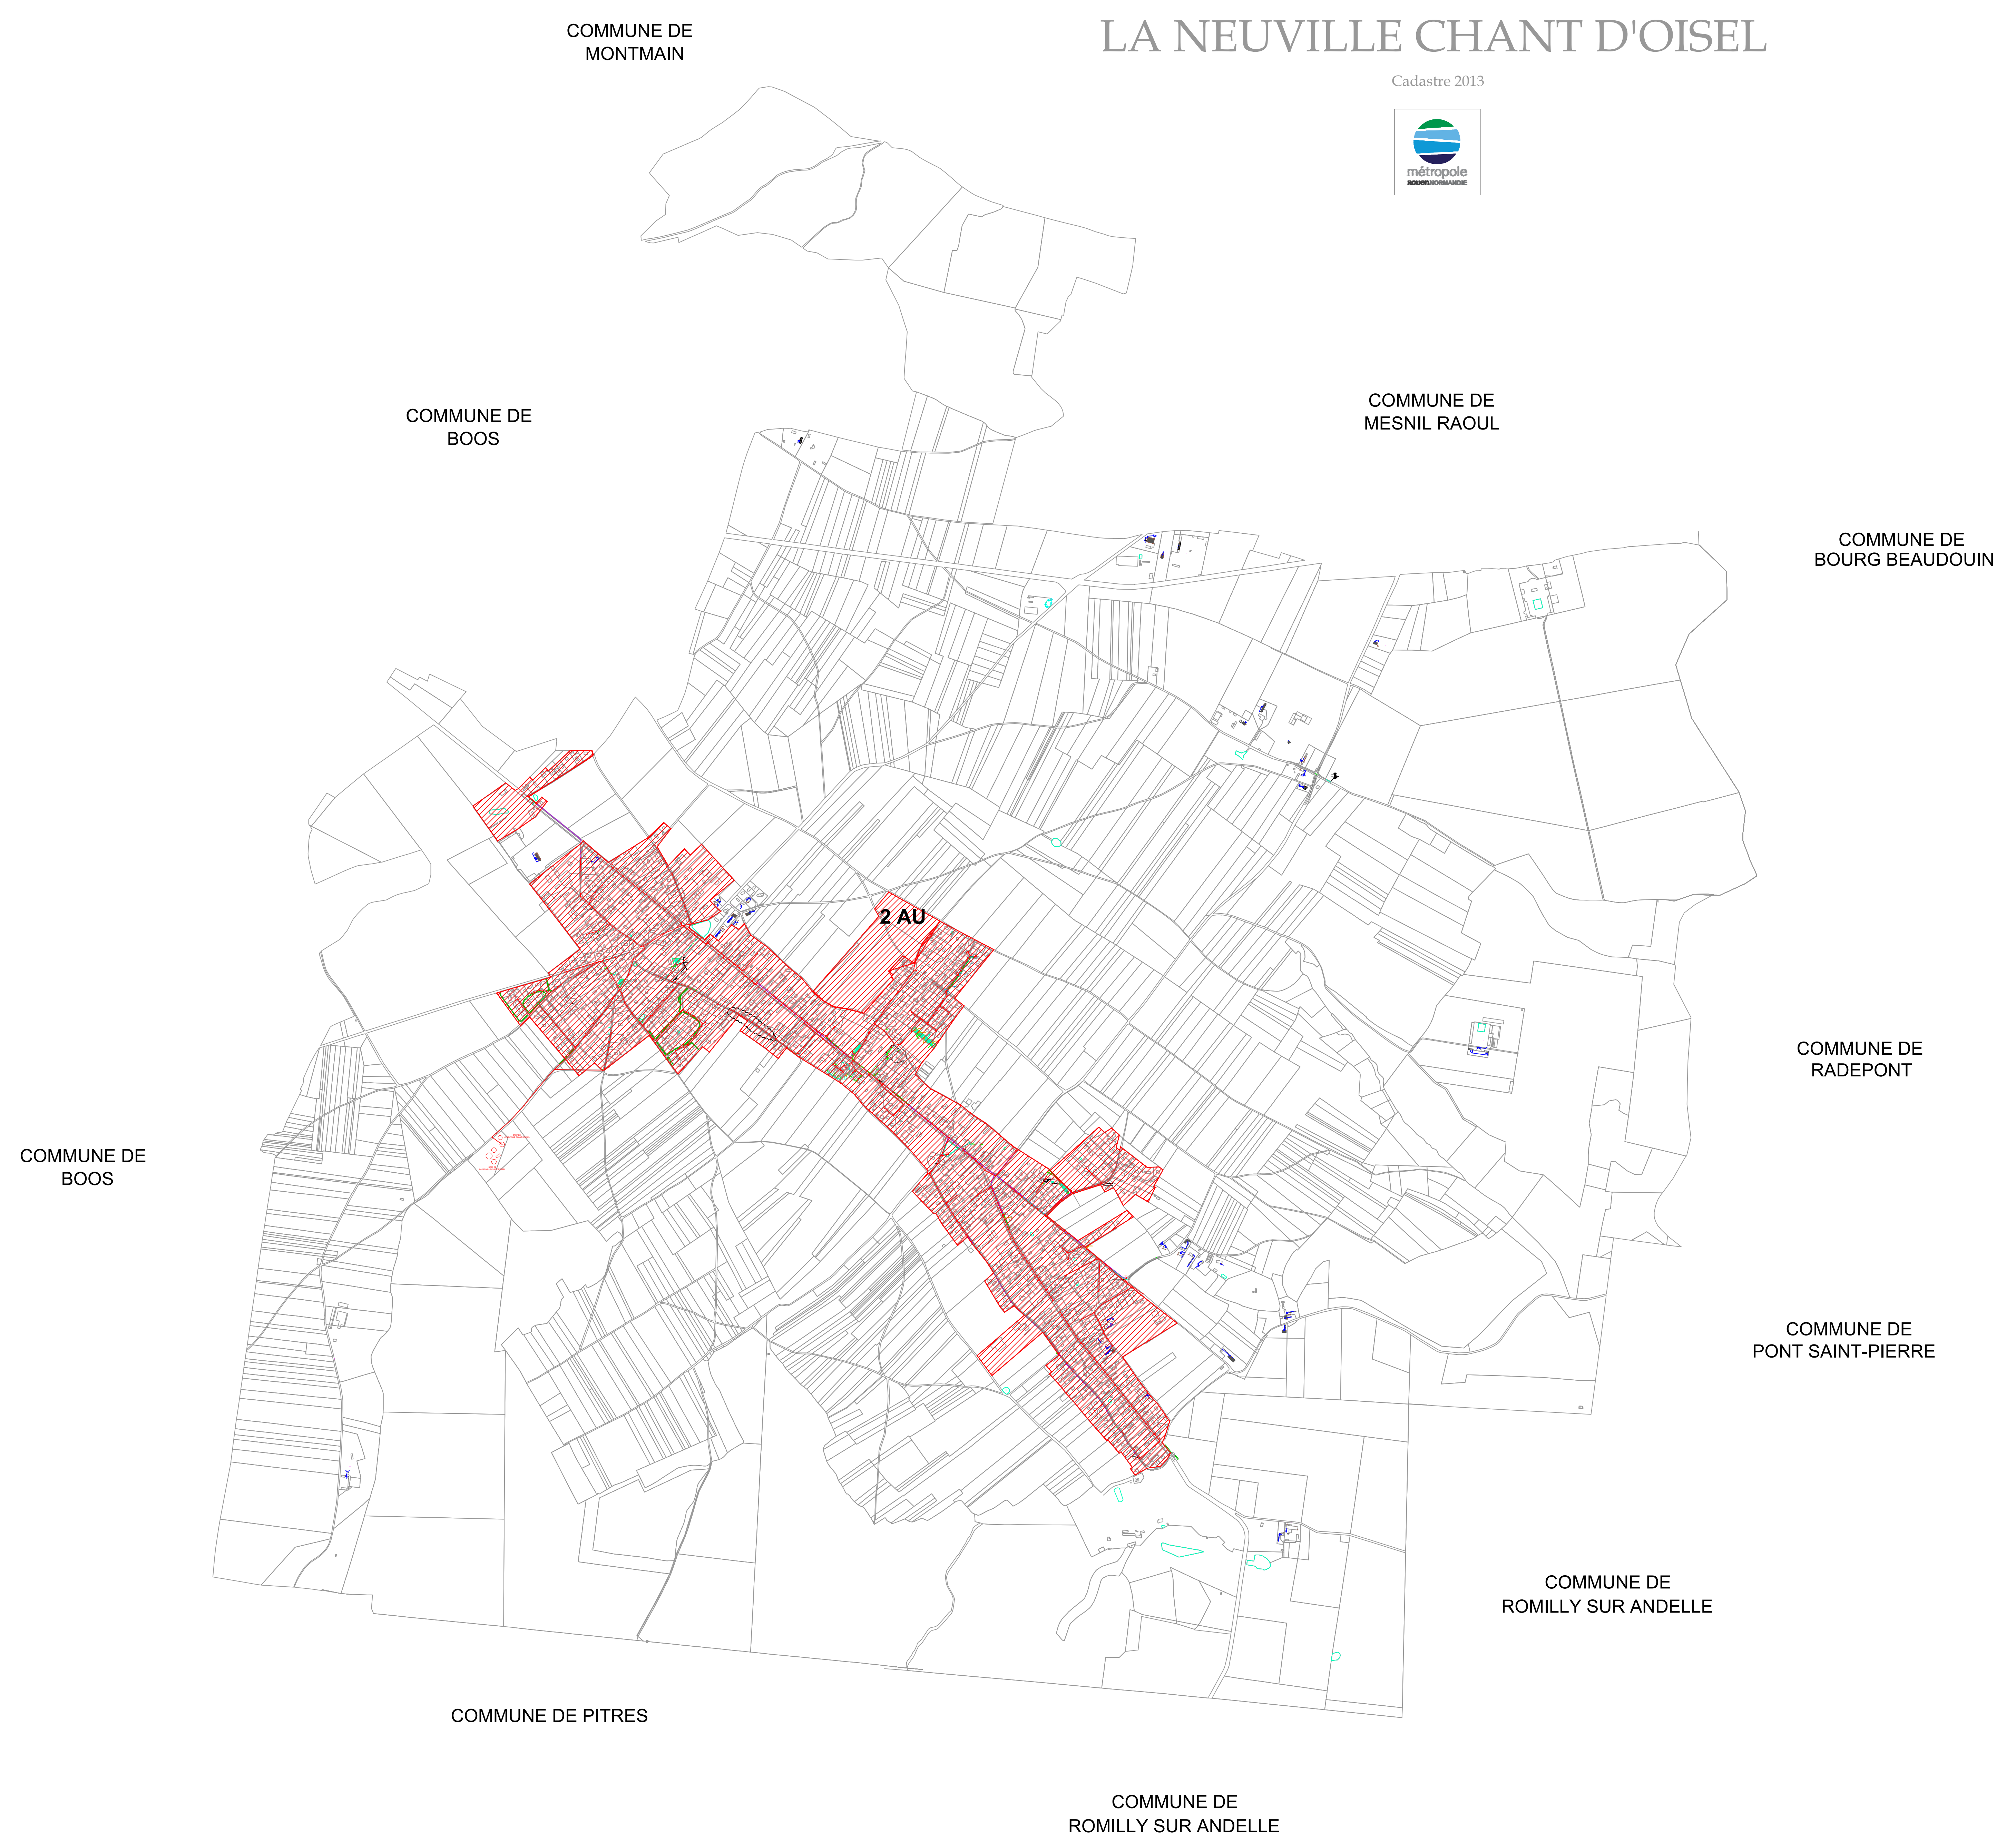 LA NEUVILLE CHANT D'OISEL
Cadastre 2013
métropole
ROUENNORMANDIE
COMMUNE DE
MONTMAIN
COMMUNE DE
BOOS
COMMUNE DE
MESNIL RAOUL
COMMUNE DE
BOURG BEAUDOUIN
2 AU
COMMUNE DE
RADEPONT
COMMUNE DE
BOOS
COMMUNE DE
PONT SAINT-PIERRE
COMMUNE DE
ROMILLY SUR ANDELLE
COMMUNE DE PITRES
COMMUNE DE
ROMILLY SUR ANDELLE